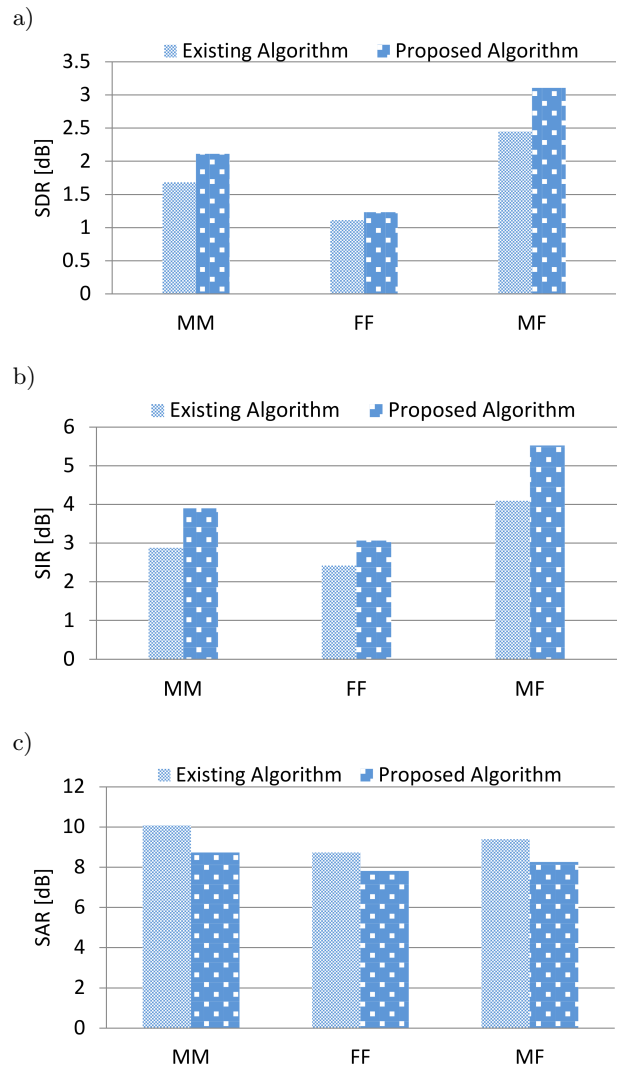 a)
Existing Algorithm Proposed Algorithm
3.5
3
2.5
2
1.5
1
0.5
0
SDR [dB]
MM FF MF
b)
Existing Algorithm Proposed Algorithm
6
5
4
3
2
1
0
SIR [dB]
MM FF MF
c)
Existing Algorithm Proposed Algorithm
12
10
8
6
4
2
0
SAR [dB]
MM FF MF